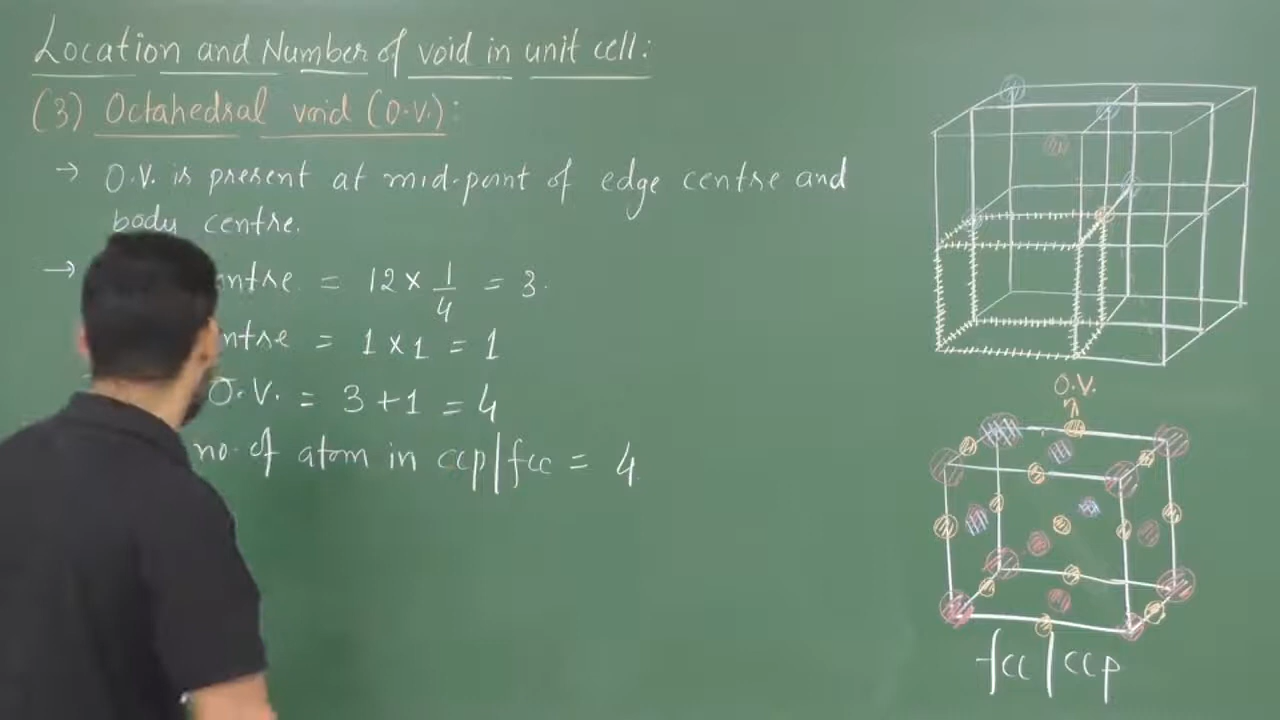 Location and Number of void in unit cell:
(3) Octahedral void (O.V.):
→ O.V. is present at mid-point of edge centre and
body centre.
→ ntre = 12 × 1/4 = 3.
ntre = 1 × 1 = 1
O.V. = 3 + 1 = 4
no. of atom in ccp|fcc = 4
O.V.
fcc|ccp